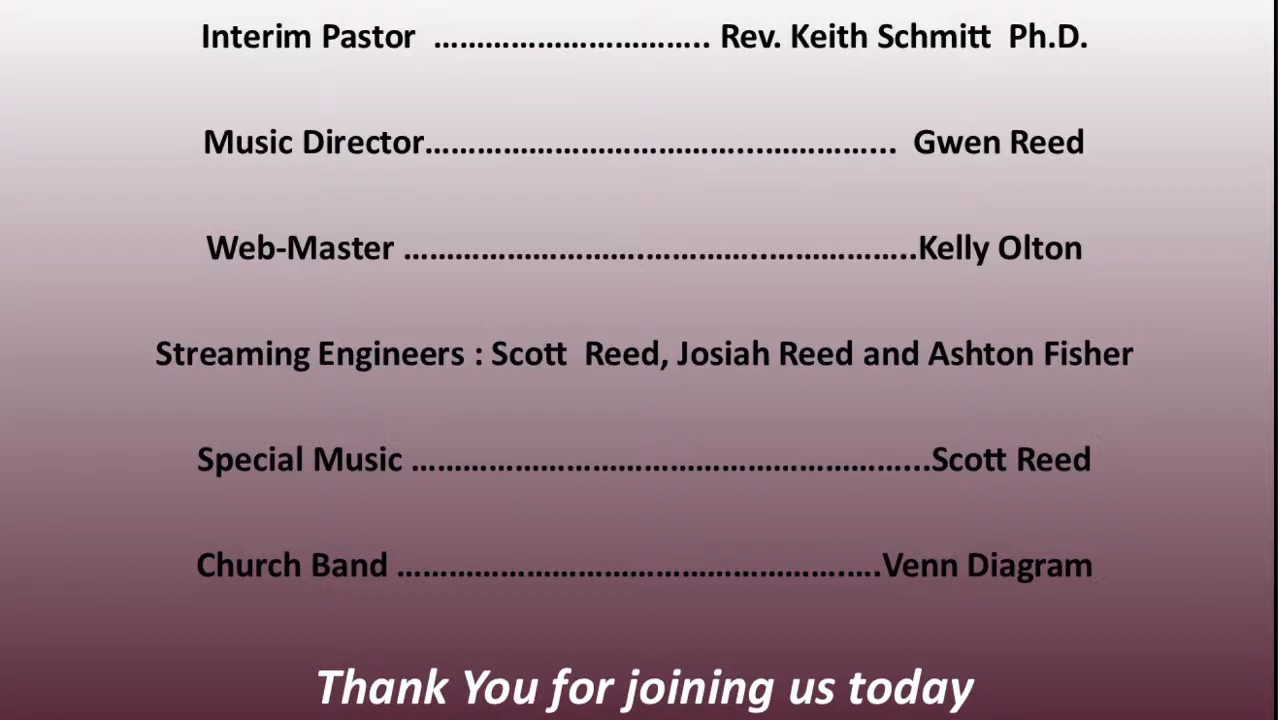 Interim Pastor ................................ Rev. Keith Schmitt Ph.D.
Music Director..................................................... Gwen Reed
Web-Master ..........................................................Kelly Olton
Streaming Engineers : Scott Reed, Josiah Reed and Ashton Fisher
Special Music ..........................................................Scott Reed
Church Band ........................................................Venn Diagram
Thank You for joining us today